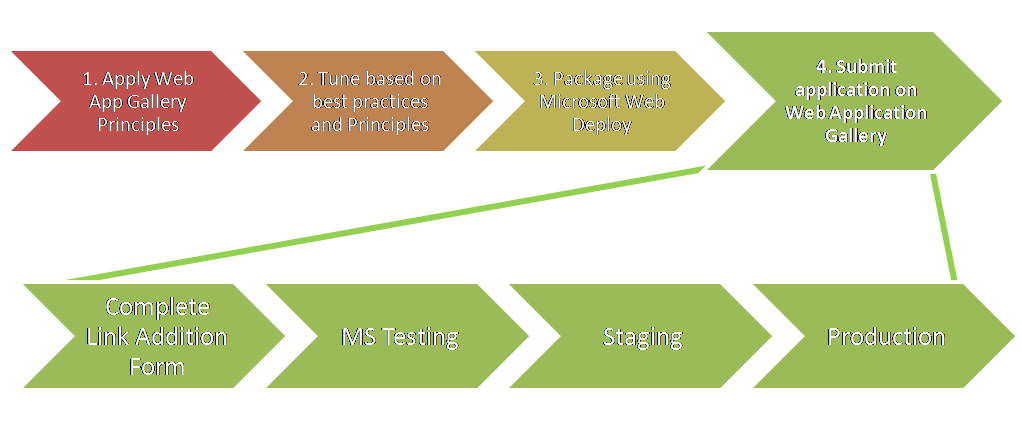 1. Apply Web
App Gallery
Principles
2. Tune based on
best practices
and Principles
3. Package using
Microsoft Web
Deploy
4. Submit
application on
Web Application
Gallery
Complete
Link Addition
Form
MS Testing
Staging
Production